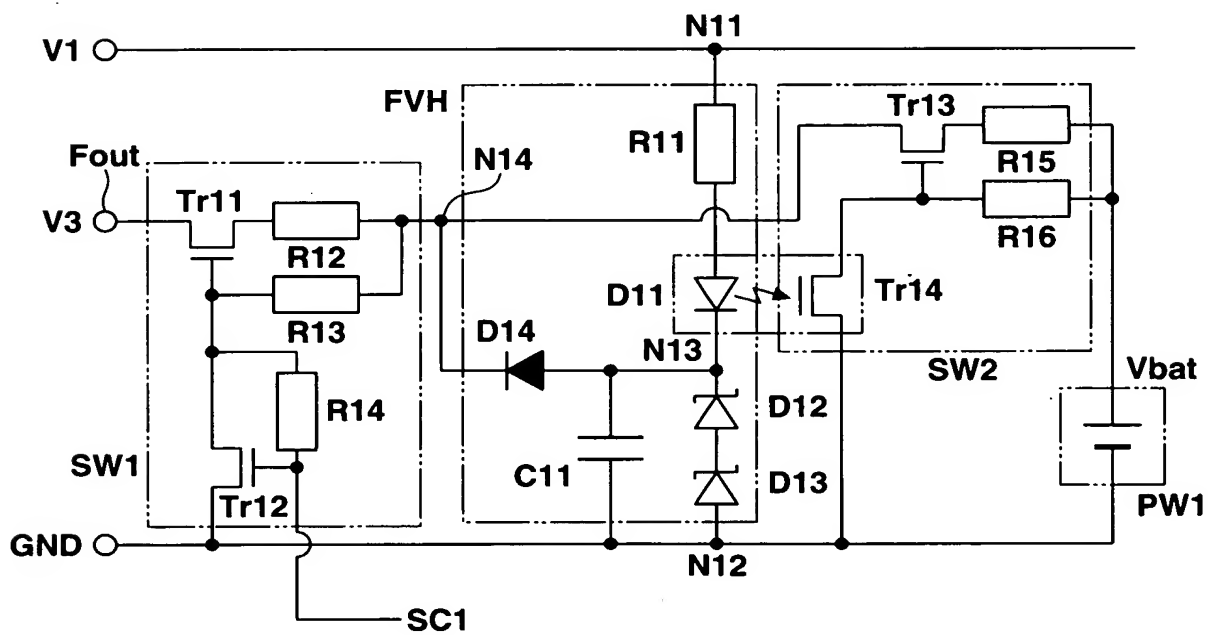 N11
V1
FVH
Tr13
R11
R15
Fout
N14
Tr11
V3
R12
R16
R13
D11
Tr14
D14
N13
SW2
Vbat
R14
D12
SW1
C11
D13
Tr12
PW1
GND
N12
SC1